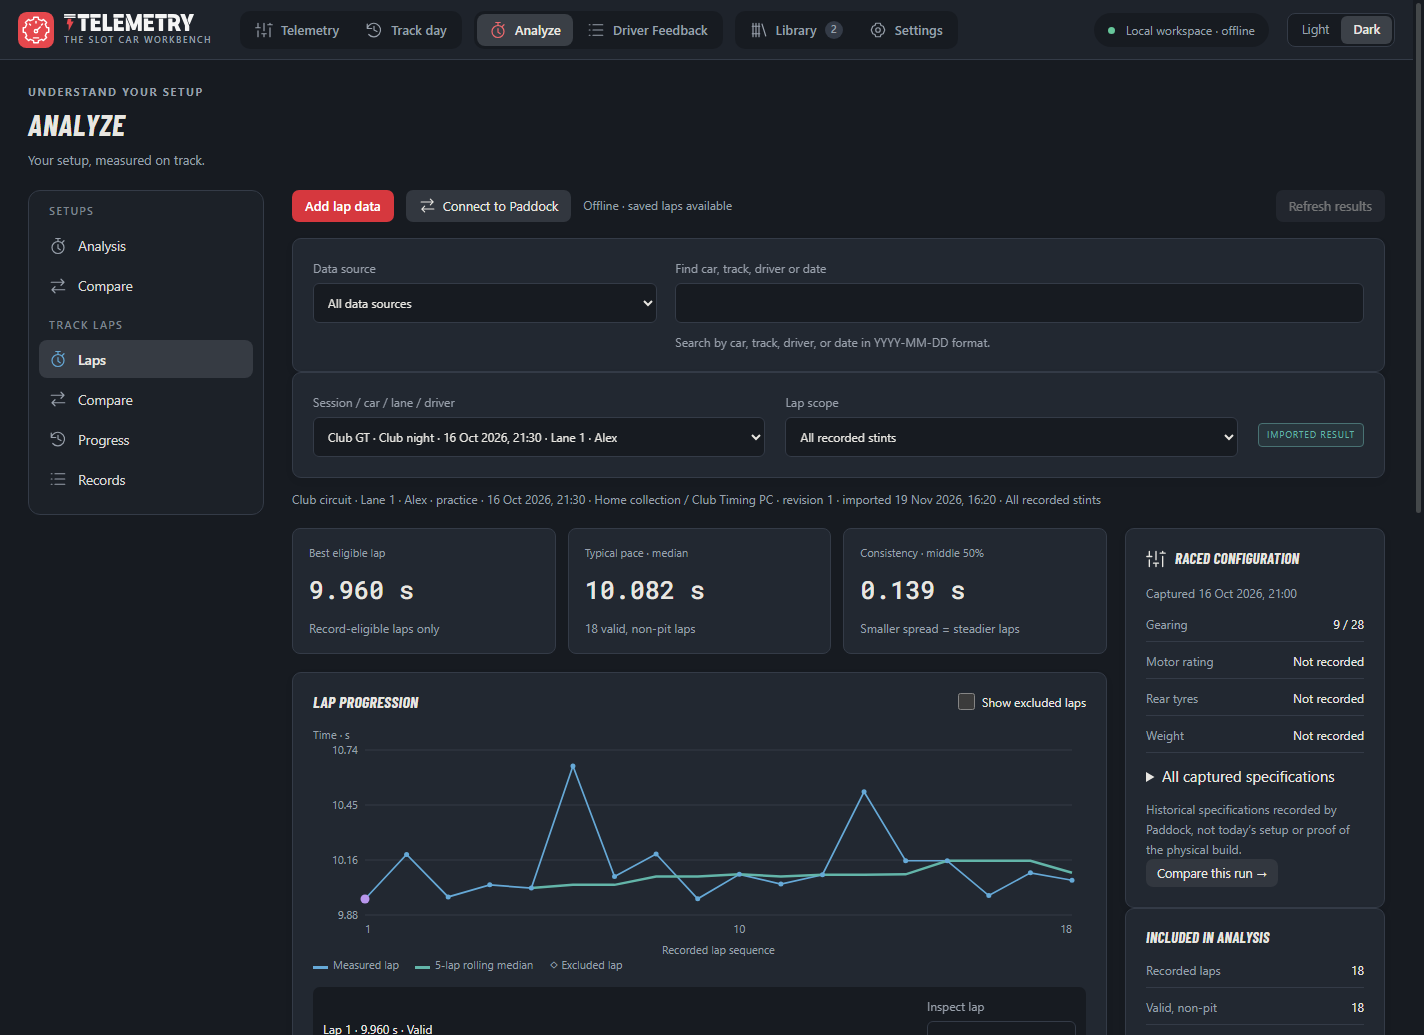 TELEMETRY
THE SLOT CAR WORKBENCH
Telemetry
Track day
Analyze
Driver Feedback
Library 2
Settings
Local workspace · offline
Light
Dark
UNDERSTAND YOUR SETUP
ANALYZE
Your setup, measured on track.
SETUPS
Analysis
Compare
TRACK LAPS
Laps
Compare
Progress
Records
Add lap data
Connect to Paddock
Offline · saved laps available
Refresh results
Data source
All data sources
Find car, track, driver or date
Search by car, track, driver, or date in YYYY-MM-DD format.
Session / car / lane / driver
Club GT · Club night · 16 Oct 2026, 21:30 · Lane 1 · Alex
Lap scope
All recorded stints
IMPORTED RESULT
Club circuit · Lane 1 · Alex · practice · 16 Oct 2026, 21:30 · Home collection / Club Timing PC · revision 1 · imported 19 Nov 2026, 16:20 · All recorded stints
Best eligible lap
9.960 s
Record-eligible laps only
Typical pace · median
10.082 s
18 valid, non-pit laps
Consistency · middle 50%
0.139 s
Smaller spread = steadier laps
LAP PROGRESSION
Show excluded laps
Time · s
10.74
10.45
10.16
9.88
1
10
18
Recorded lap sequence
Measured lap
5-lap rolling median
Excluded lap
Inspect lap
Lap 1 · 9.960 s · Valid
RACED CONFIGURATION
Captured 16 Oct 2026, 21:00
Gearing 9 / 28
Motor rating Not recorded
Rear tyres Not recorded
Weight Not recorded
All captured specifications
Historical specifications recorded by
Paddock, not today's setup or proof of
the physical build.
Compare this run →
INCLUDED IN ANALYSIS
Recorded laps 18
Valid, non-pit 18